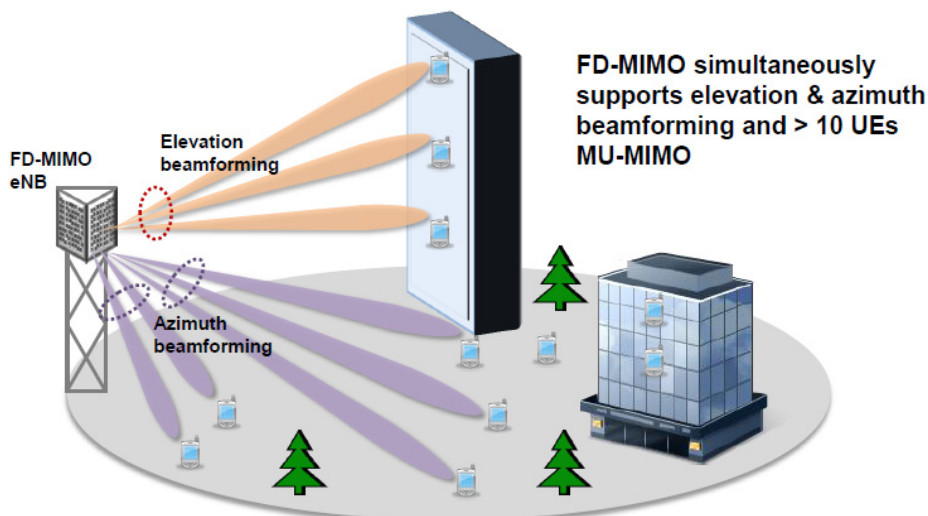 FD-MIMO simultaneously
supports elevation & azimuth
beamforming and > 10 UEs
MU-MIMO
Elevation
beamforming
FD-MIMO
eNB
Azimuth
beamforming